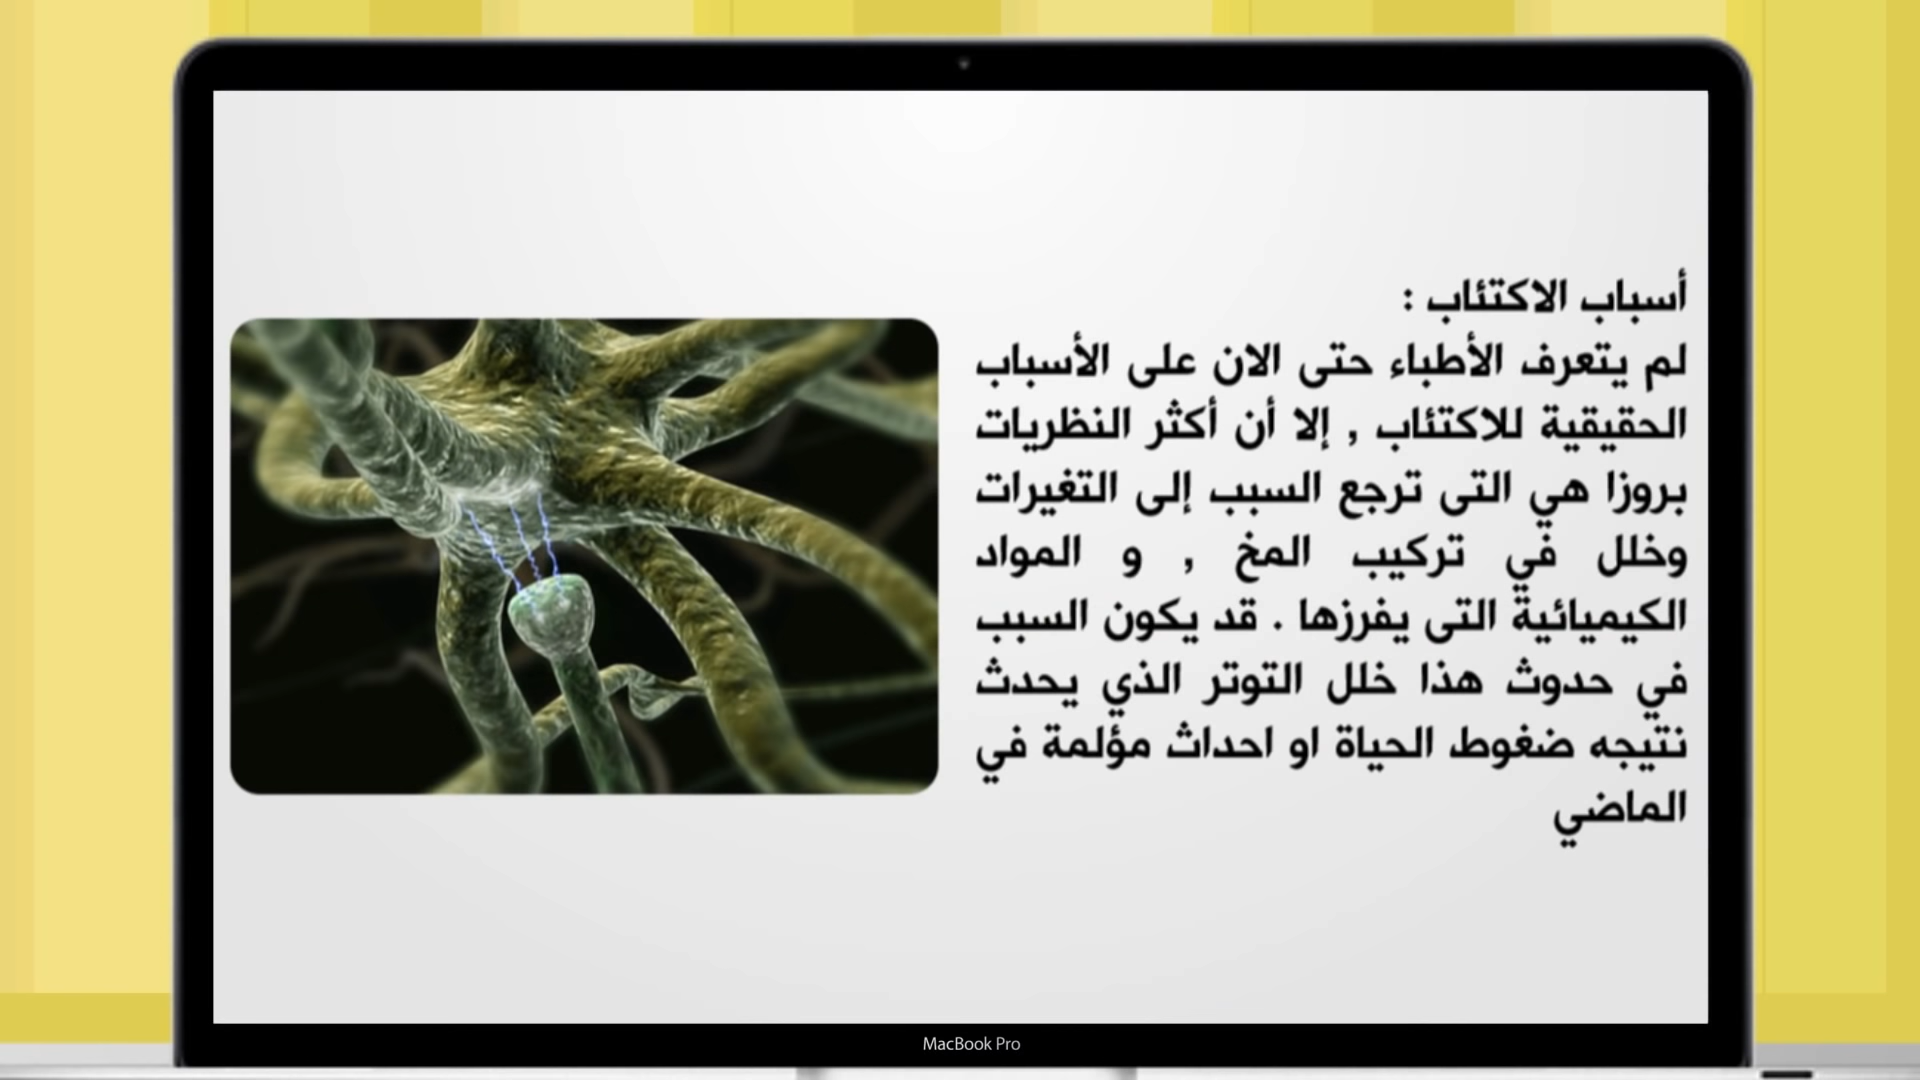 أسباب الاكتئاب :
لم يتعرف الأطباء حتى الان على الأسباب
الحقيقية للاكتئاب , إلا أن أكثر النظريات
بروزا هي التى ترجع السبب إلى التغيرات
وخلل في تركيب المخ , و المواد
الكيميائية التى يفرزها . قد يكون السبب
في حدوث هذا خلل التوتر الذي يحدث
نتيجه ضغوط الحياة او احداث مؤلمة في
الماضي
MacBook Pro